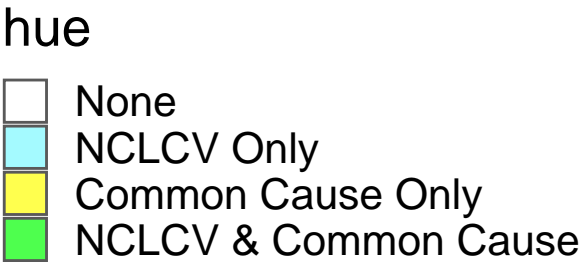 hue
None
NCLCV Only
Common Cause Only
NCLCV & Common Cause